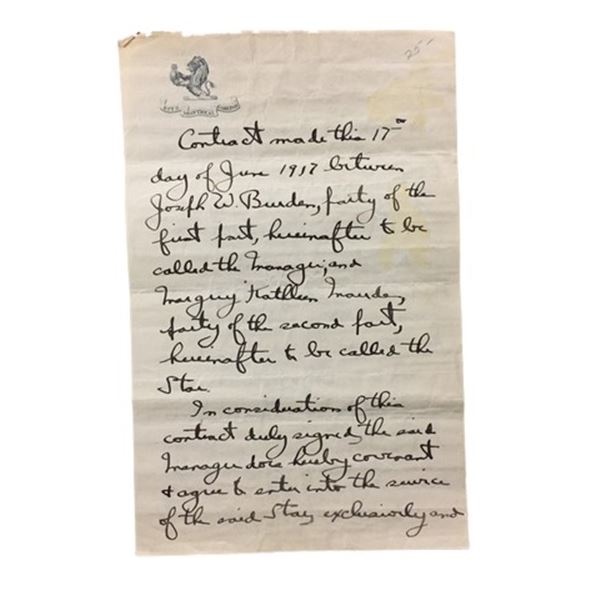 25-
Contract made this 17th
day of June 1917 between
Joseph W. Burden, party of the
first part, hereinafter to be
called the Manager, and
Kathleen
party of the second part,
hereinafter to be called the
Star.
In consideration of this
contract duly signed, the said
Manager does hereby covenant
& agree to enter into the service
of the said Star, exclusively and